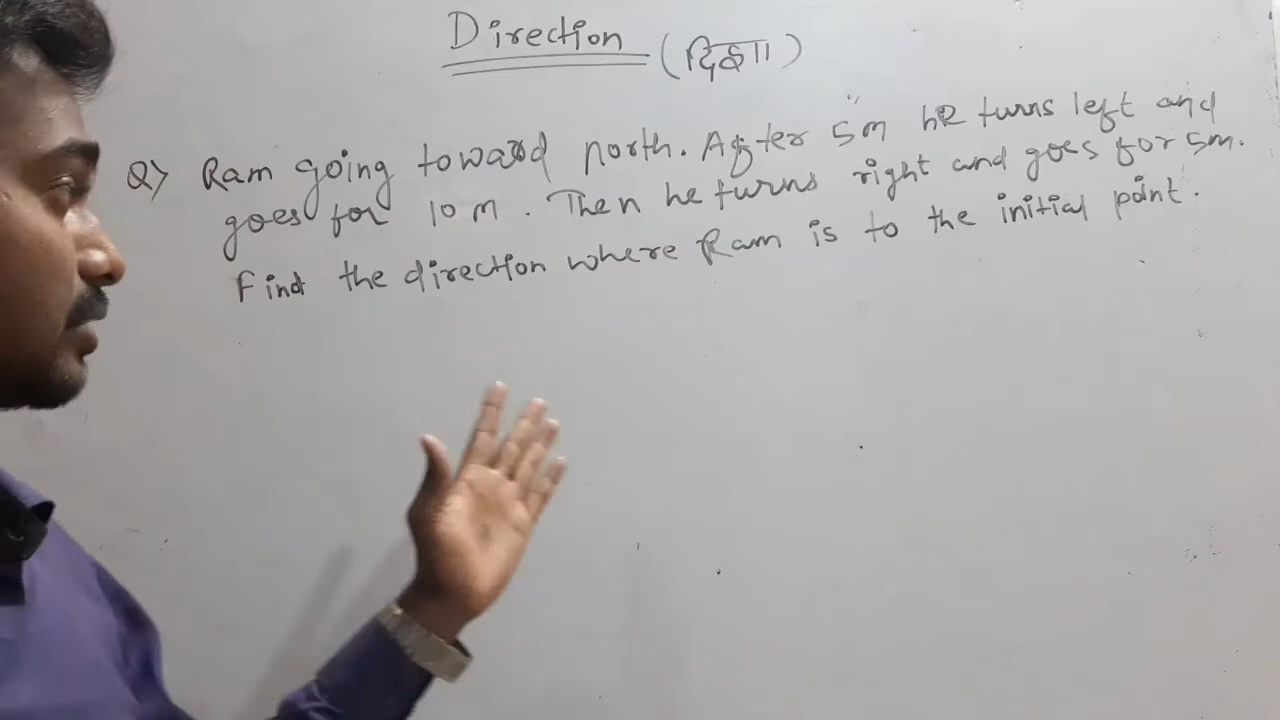 Direction (दिशा)
Q) Ram going toward north. After 5m he turns left and
goes for 10 m. Then he turns right and goes for 5m.
Find the direction where Ram is to the initial point.